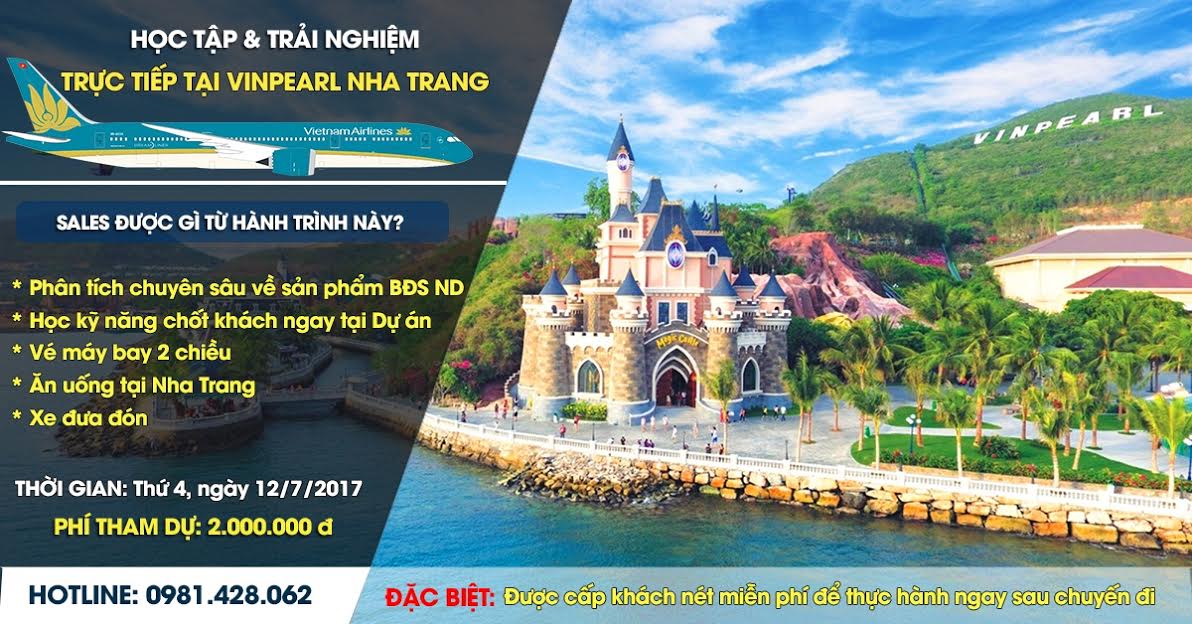 HỌC TẬP & TRẢI NGHIỆM
TRỰC TIẾP TẠI VINPEARL NHA TRANG
Vietnam Airlines
DREAMLINER
SALES ĐƯỢC GÌ TỪ HÀNH TRÌNH NÀY?
* Phân tích chuyên sâu về sản phẩm BĐS ND
* Học kỹ năng chốt khách ngay tại Dự án
* Vé máy bay 2 chiều
* Ăn uống tại Nha Trang
* Xe đưa đón
THỜI GIAN: Thứ 4, ngày 12/7/2017
PHÍ THAM DỰ: 2.000.000 đ
HOTLINE: 0981.428.062
ĐẶC BIỆT: Được cấp khách nét miễn phí để thực hành ngay sau chuyến đi
VINPEARL
Magic Castle